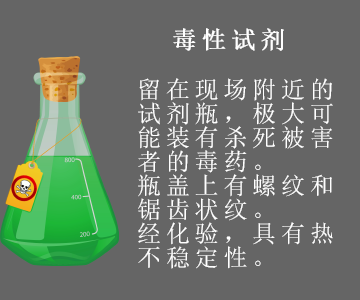 毒性试剂
留在现场附近的
试剂瓶，极大可
能装有杀死被害
者的毒药。
瓶盖上有螺纹和
锯齿状纹。
经化验，具有热
不稳定性。
800
400
200